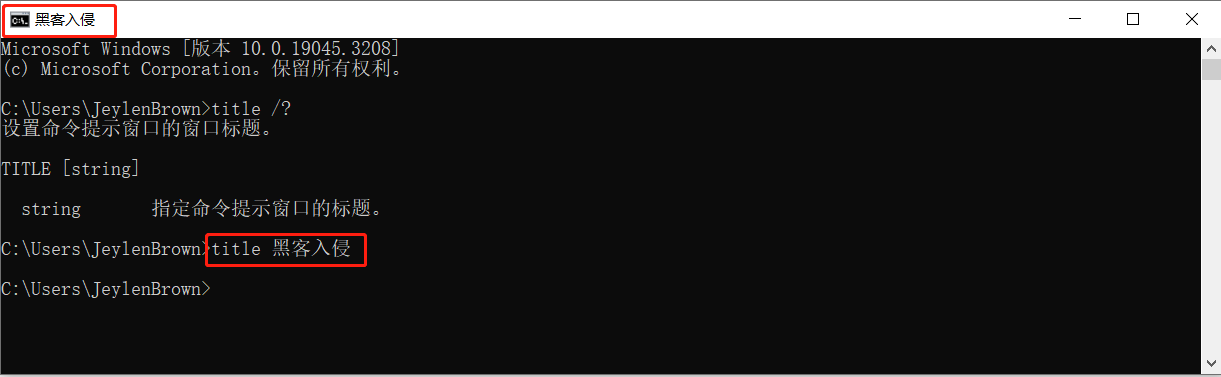 黑客入侵
Microsoft Windows [版本 10.0.19045.3208]
(c) Microsoft Corporation。保留所有权利。
C:\Users\JeylenBrown>title /?
设置命令提示窗口的窗口标题。
TITLE [string]
string 指定命令提示窗口的标题。
C:\Users\JeylenBrown>title 黑客入侵
C:\Users\JeylenBrown>